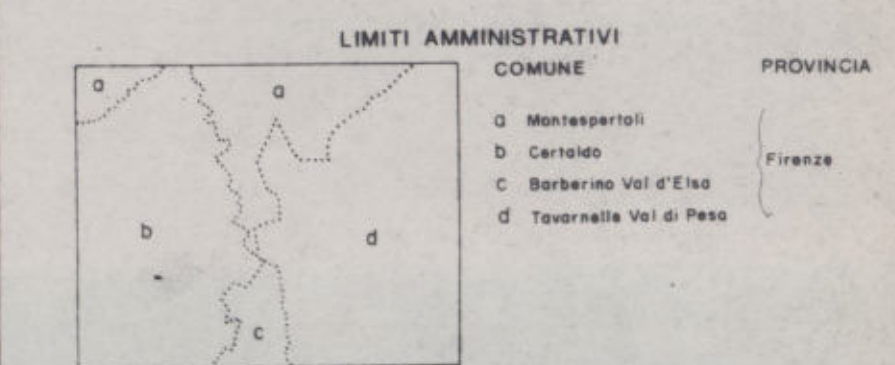 LIMITI AMMINISTRATIVI
COMUNE PROVINCIA
a Montespertoli
b Certaldo
c Barberino Val d'Elsa
d Tavarnelle Val di Pesa
Firenze
a
a
b
d
c